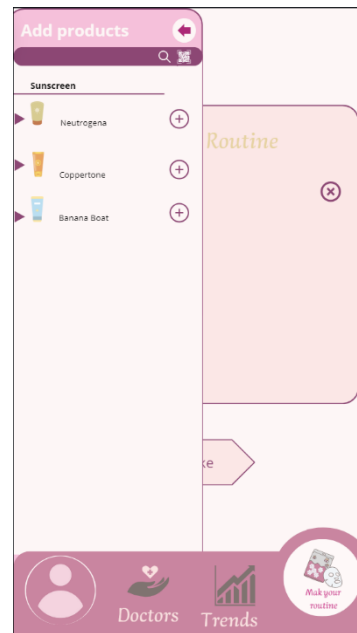 Add products
Sunscreen
Neutrogena
Routine
Coppertone
Banana Boat
ke
Doctors
Trends
Mak your
routine